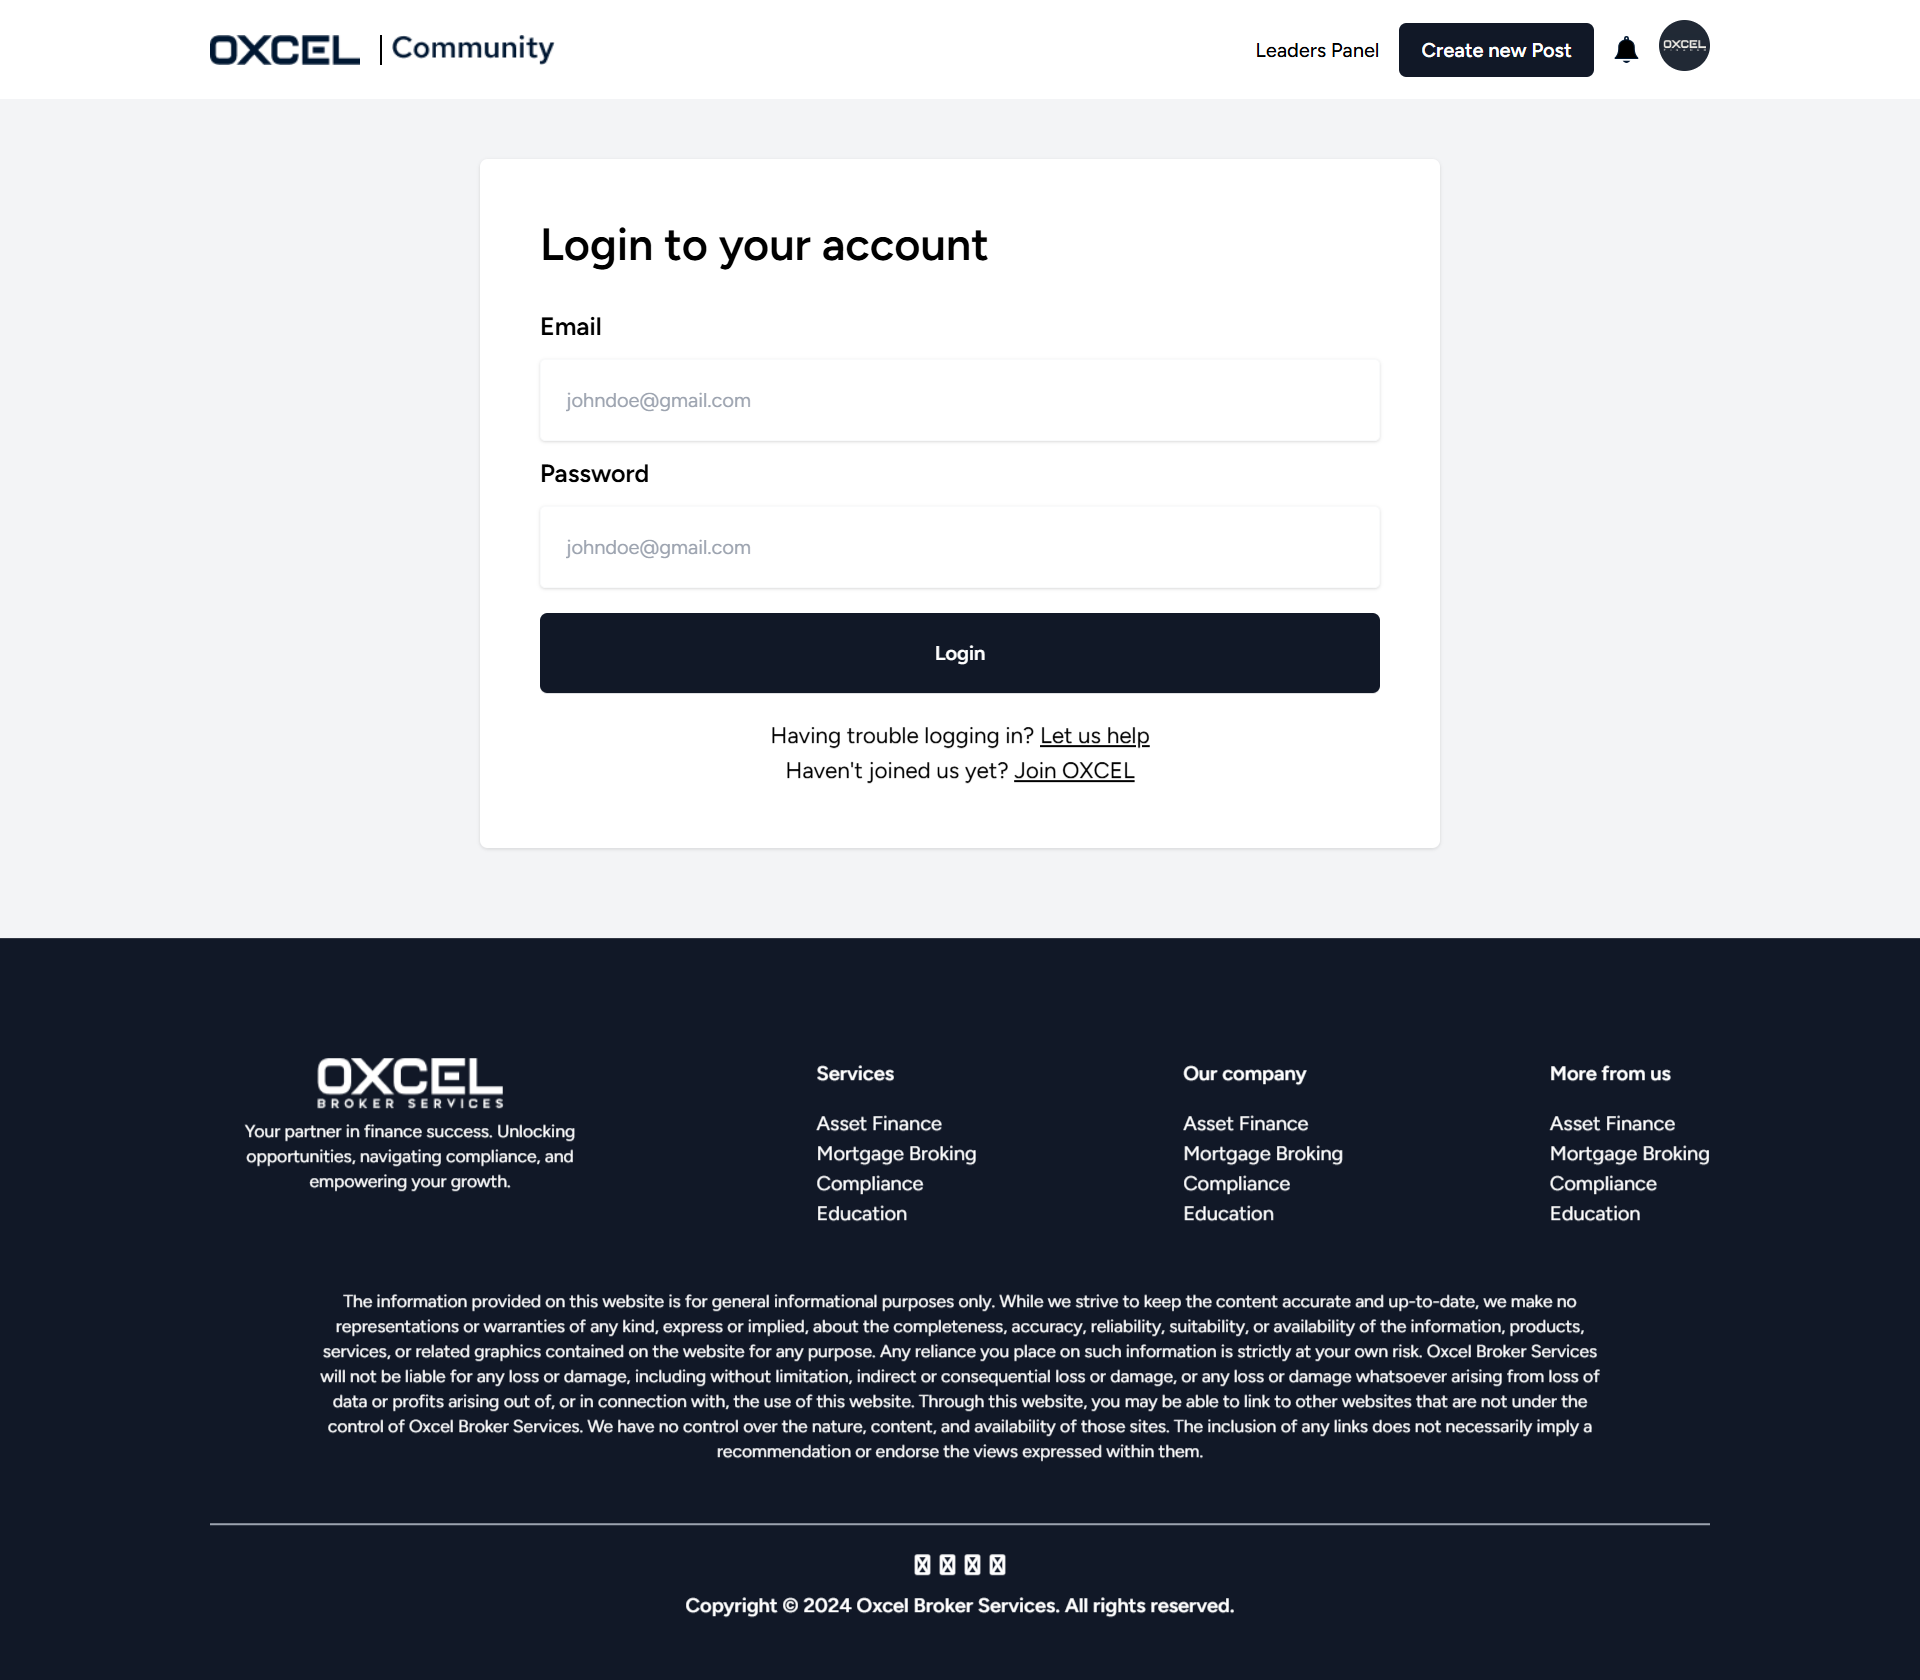 OXCEL | Community
Leaders Panel
Create new Post
OXCEL
Login to your account
Email
johndoe@gmail.com
Password
johndoe@gmail.com
Login
Having trouble logging in? Let us help
Haven't joined us yet? Join OXCEL
OXCEL
BROKER SERVICES
Your partner in finance success. Unlocking
opportunities, navigating compliance, and
empowering your growth.
Services
Asset Finance
Mortgage Broking
Compliance
Education
Our company
Asset Finance
Mortgage Broking
Compliance
Education
More from us
Asset Finance
Mortgage Broking
Compliance
Education
The information provided on this website is for general informational purposes only. While we strive to keep the content accurate and up-to-date, we make no
representations or warranties of any kind, express or implied, about the completeness, accuracy, reliability, suitability, or availability of the information, products,
services, or related graphics contained on the website for any purpose. Any reliance you place on such information is strictly at your own risk. Oxcel Broker Services
will not be liable for any loss or damage, including without limitation, indirect or consequential loss or damage, or any loss or damage whatsoever arising from loss of
data or profits arising out of, or in connection with, the use of this website. Through this website, you may be able to link to other websites that are not under the
control of Oxcel Broker Services. We have no control over the nature, content, and availability of those sites. The inclusion of any links does not necessarily imply a
recommendation or endorse the views expressed within them.
Copyright © 2024 Oxcel Broker Services. All rights reserved.